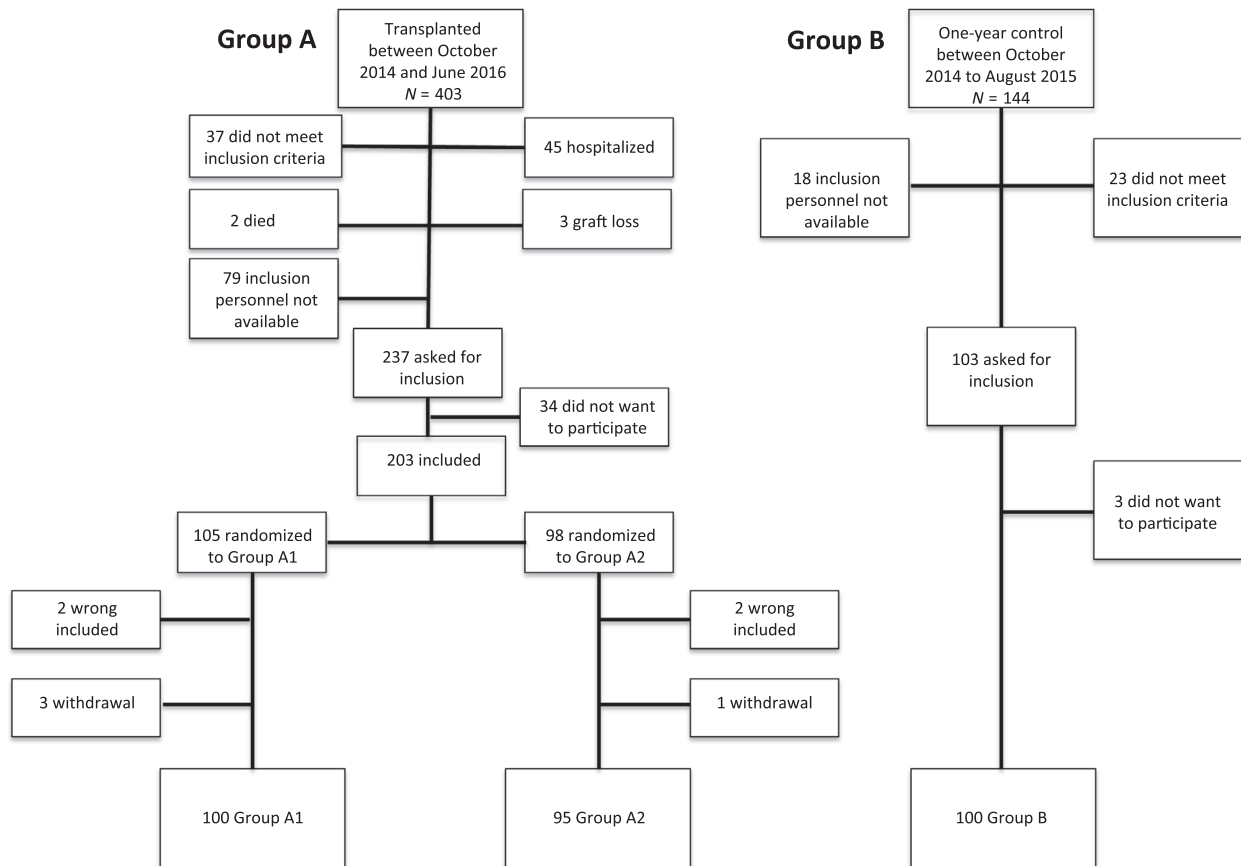 Group A
Transplanted
between October
2014 and June 2016
N = 403
37 did not meet
inclusion criteria
45 hospitalized
2 died
3 graft loss
79 inclusion
personnel not
available
237 asked for
inclusion
34 did not want
to participate
203 included
105 randomized
to Group A1
98 randomized
to Group A2
2 wrong
included
2 wrong
included
3 withdrawal
1 withdrawal
100 Group A1
95 Group A2
Group B
One-year control
between October
2014 to August 2015
N = 144
18 inclusion
personnel not
available
23 did not meet
inclusion criteria
103 asked for
inclusion
3 did not want
to participate
100 Group B